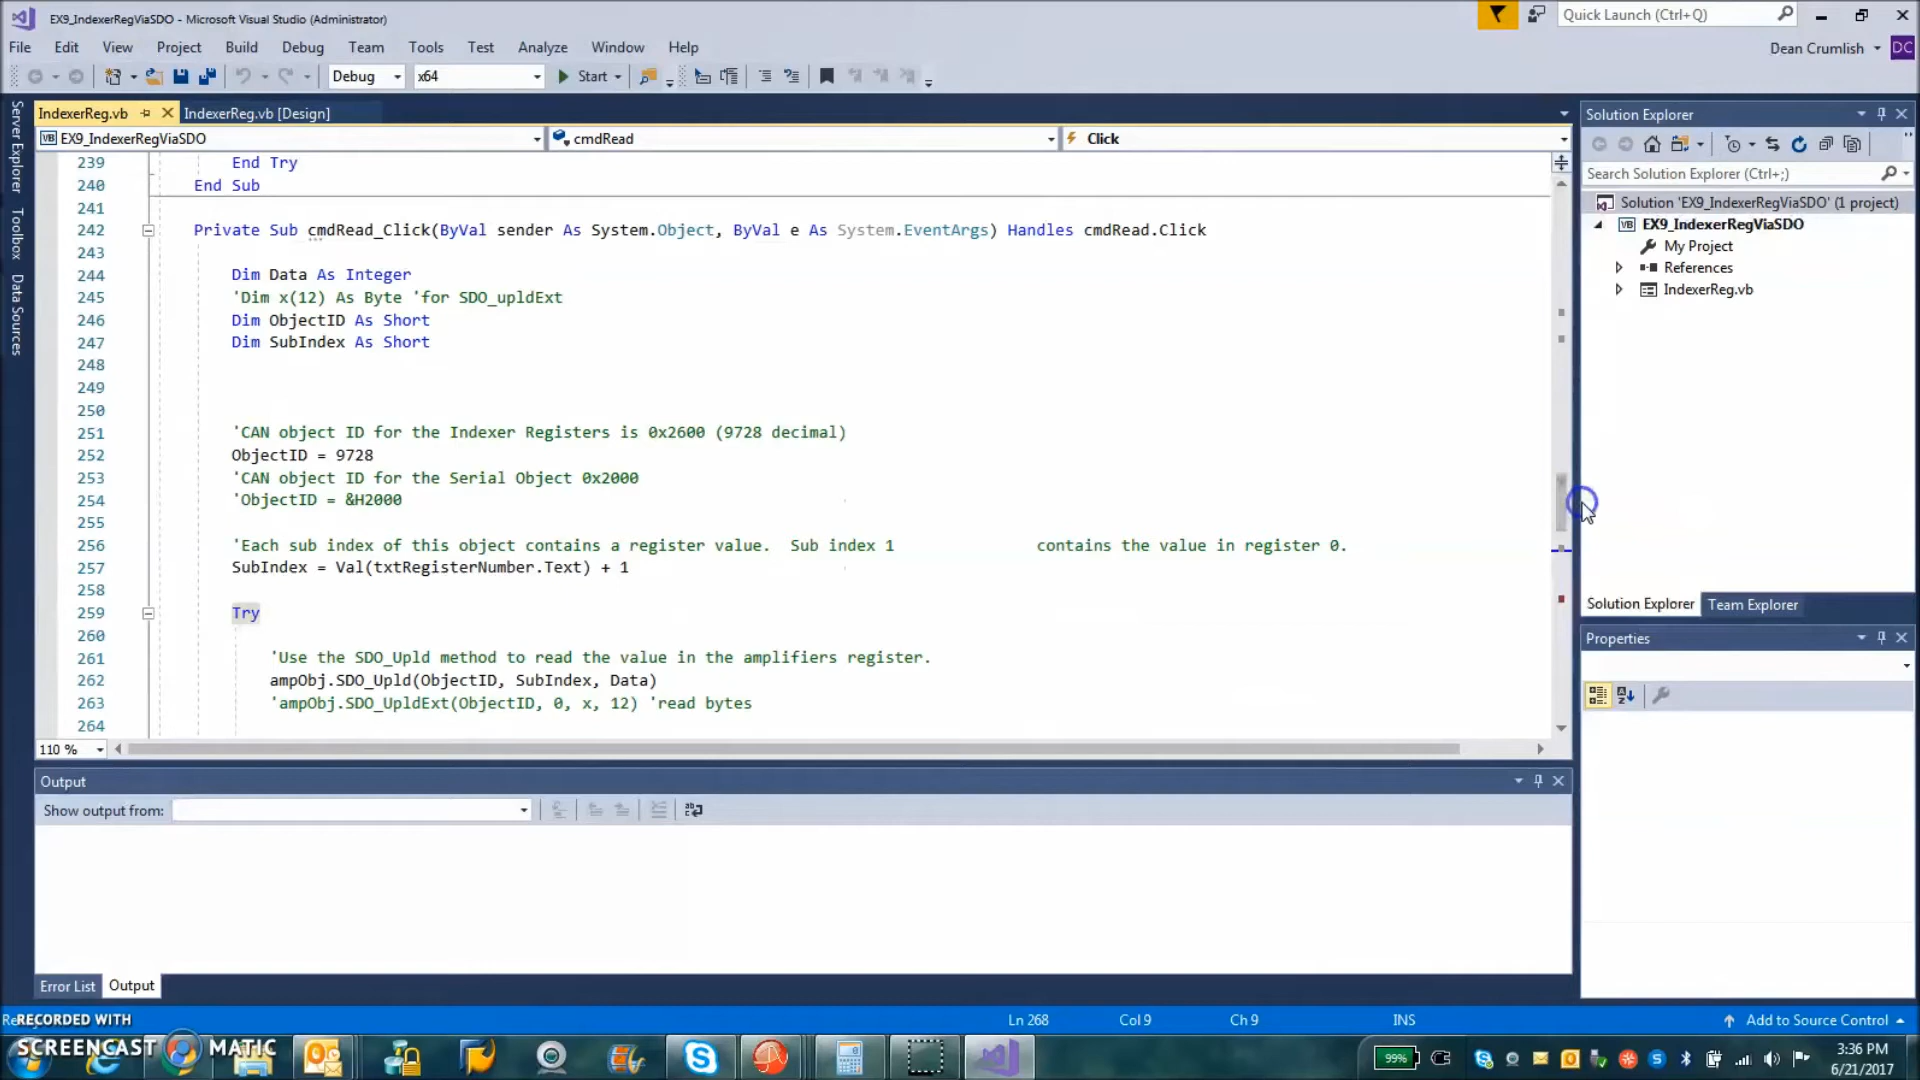 EX9_IndexerRegViaSDO - Microsoft Visual Studio (Administrator)
Quick Launch (Ctrl+Q)
File Edit View Project Build Debug Team Tools Test Analyze Window Help
Dean Crumlish DC
Debug x64 Start
IndexerReg.vb IndexerReg.vb [Design]
EX9_IndexerRegViaSDO cmdRead Click
239 End Try
240 End Sub
241
242 Private Sub cmdRead_Click(ByVal sender As System.Object, ByVal e As System.EventArgs) Handles cmdRead.Click
243
244 Dim Data As Integer
245 'Dim x(12) As Byte 'for SDO_upldExt
246 Dim ObjectID As Short
247 Dim SubIndex As Short
248
249
250
251 'CAN object ID for the Indexer Registers is 0x2600 (9728 decimal)
252 ObjectID = 9728
253 'CAN object ID for the Serial Object 0x2000
254 'ObjectID = &H2000
255
256 'Each sub index of this object contains a register value.  Sub index 1 contains the value in register 0.
257 SubIndex = Val(txtRegisterNumber.Text) + 1
258
259 Try
260
261 'Use the SDO_Upld method to read the value in the amplifiers register.
262 ampObj.SDO_Upld(ObjectID, SubIndex, Data)
263 'ampObj.SDO_UpldExt(ObjectID, 0, x, 12) 'read bytes
264
110 %
Server Explorer
Toolbox
Data Sources
Solution Explorer
Search Solution Explorer (Ctrl+;)
Solution 'EX9_IndexerRegViaSDO' (1 project)
VB EX9_IndexerRegViaSDO
My Project
References
IndexerReg.vb
Solution Explorer Team Explorer
Properties
Output
Show output from:
Error List Output
Ln 268 Col 9 Ch 9 INS Add to Source Control
RECORDED WITH
SCREENCAST MATIC
99%
3:36 PM
6/21/2017